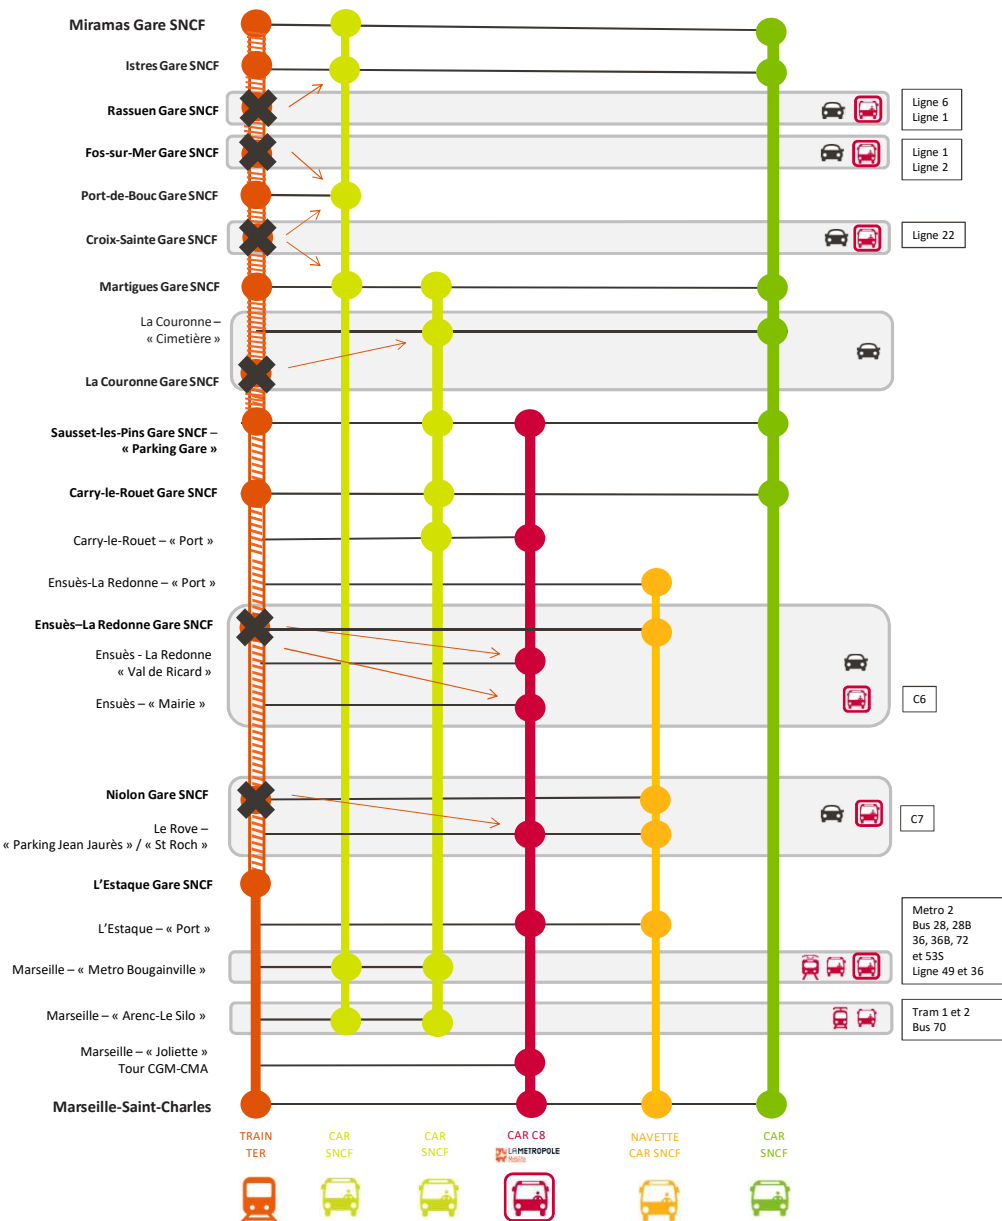 Miramas Gare SNCF
Istres Gare SNCF
Rassuen Gare SNCF
Ligne 6
Ligne 1
Fos-sur-Mer Gare SNCF
Ligne 1
Ligne 2
Port-de-Bouc Gare SNCF
Croix-Sainte Gare SNCF
Ligne 22
Martigues Gare SNCF
La Couronne –
« Cimetière »
La Couronne Gare SNCF
Sausset-les-Pins Gare SNCF –
« Parking Gare »
Carry-le-Rouet Gare SNCF
Carry-le-Rouet – « Port »
Ensuès-La Redonne – « Port »
Ensuès–La Redonne Gare SNCF
Ensuès - La Redonne
« Val de Ricard »
Ensuès – « Mairie »
C6
Niolon Gare SNCF
C7
Le Rove –
« Parking Jean Jaurès » / « St Roch »
L’Estaque Gare SNCF
L’Estaque – « Port »
Metro 2
Bus 28, 28B
36, 36B, 72
et 53S
Ligne 49 et 36
Marseille – « Metro Bougainville »
Marseille – « Arenc-Le Silo »
Tram 1 et 2
Bus 70
Marseille – « Joliette »
Tour CGM-CMA
Marseille-Saint-Charles
TRAIN
TER
CAR
SNCF
CAR
SNCF
CAR C8
LAMETROPOLE
Mobilité
NAVETTE
CAR SNCF
CAR
SNCF